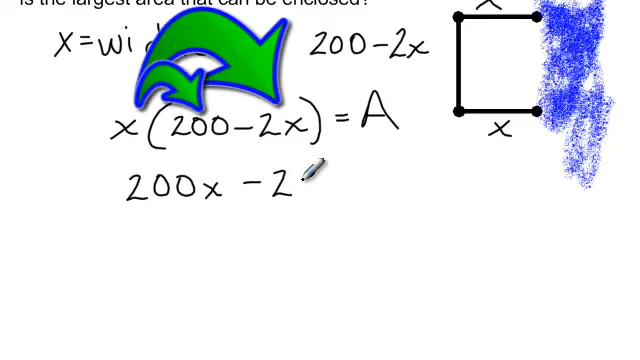 is the largest area that can be enclosed?
x
x = wi
200 - 2x
x (200 - 2x) = A
x
200x - 2